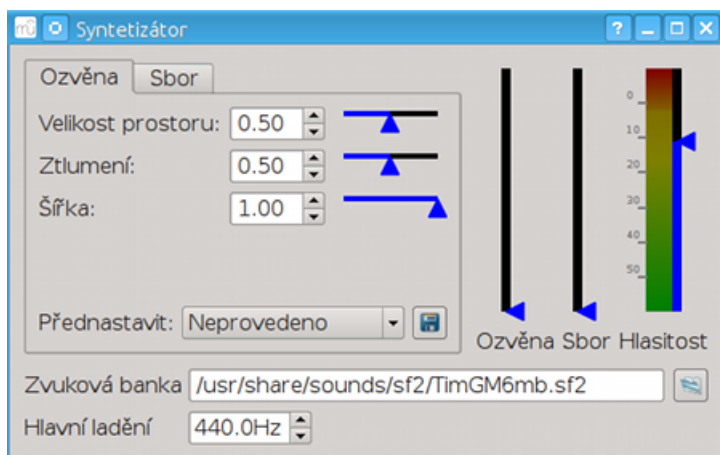 mû Syntetizátor ?
Ozvěna Sbor
Velikost prostoru: 0.50
Ztlumení: 0.50
Šířka: 1.00
Přednastavit: Neprovedeno
0
10
20
30
40
50
Ozvěna Sbor Hlasitost
Zvuková banka /usr/share/sounds/sf2/TimGM6mb.sf2
Hlavní ladění 440.0Hz